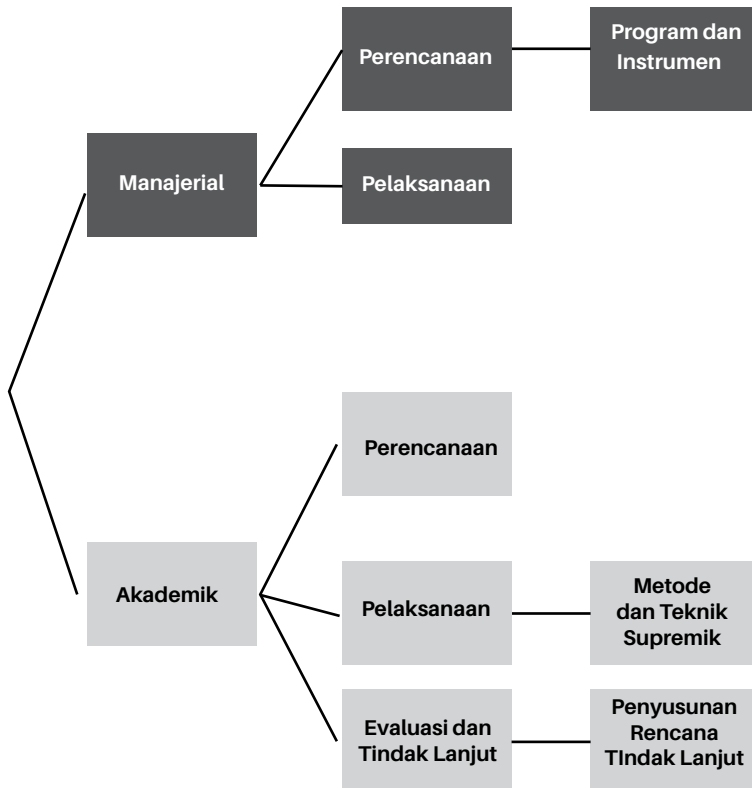 Perencanaan
Program dan
Instrumen
Manajerial
Pelaksanaan
Perencanaan
Akademik
Pelaksanaan
Metode
dan Teknik
Supremik
Evaluasi dan
Tindak Lanjut
Penyusunan
Rencana
TIndak Lanjut